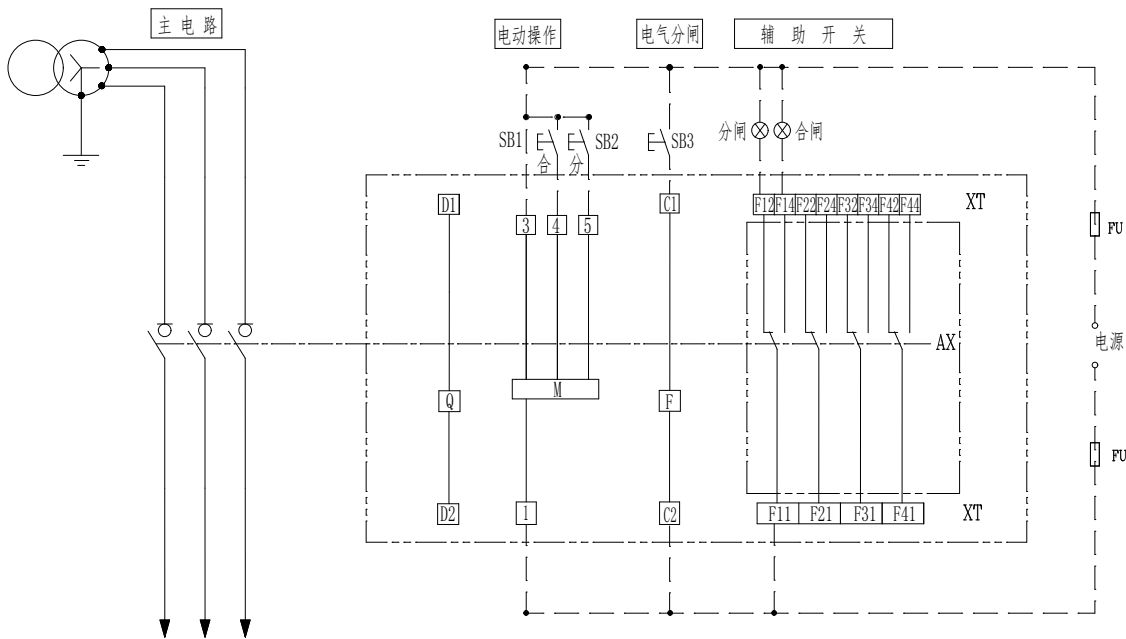 主电路
电动操作
电气分闸
辅助开关
SB1
合
分
SB2
SB3
分闸
合闸
D1
3
4
5
C1
F12
F14
F22
F24
F32
F34
F42
F44
XT
FU
AX
电源
M
Q
F
FU
D2
1
C2
F11
F21
F31
F41
XT